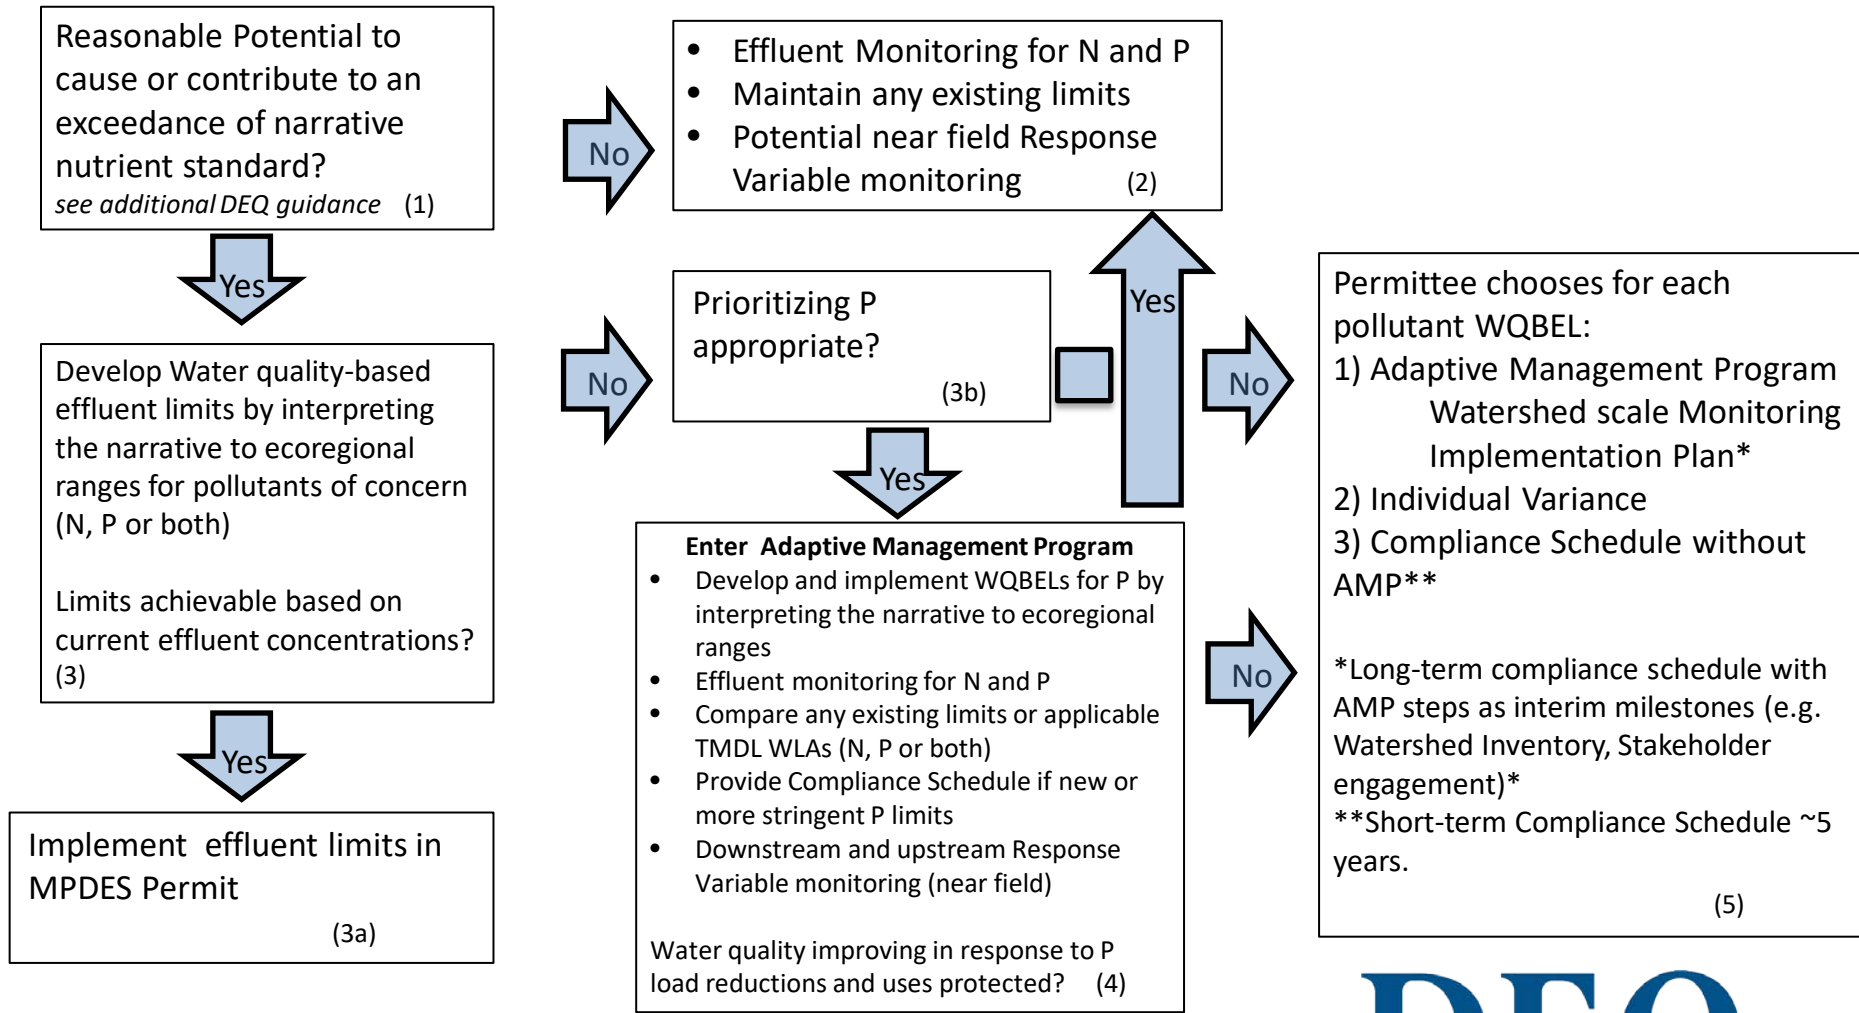 Reasonable Potential to
cause or contribute to an
exceedance of narrative
nutrient standard?
see additional DEQ guidance (1)
No
• Effluent Monitoring for N and P
• Maintain any existing limits
• Potential near field Response
Variable monitoring (2)
Yes
Develop Water quality-based
effluent limits by interpreting
the narrative to ecoregional
ranges for pollutants of concern
(N, P or both)
Limits achievable based on
current effluent concentrations?
(3)
No
Prioritizing P
appropriate?
(3b)
Yes
No
Yes
Yes
Implement effluent limits in
MPDES Permit
(3a)
Enter Adaptive Management Program
• Develop and implement WQBELs for P by
interpreting the narrative to ecoregional
ranges
• Effluent monitoring for N and P
• Compare any existing limits or applicable
TMDL WLAs (N, P or both)
• Provide Compliance Schedule if new or
more stringent P limits
• Downstream and upstream Response
Variable monitoring (near field)
Water quality improving in response to P
load reductions and uses protected? (4)
No
Permittee chooses for each
pollutant WQBEL:
1) Adaptive Management Program
Watershed scale Monitoring
Implementation Plan*
2) Individual Variance
3) Compliance Schedule without
AMP**
*Long-term compliance schedule with
AMP steps as interim milestones (e.g.
Watershed Inventory, Stakeholder
engagement)*
**Short-term Compliance Schedule ~5
years.
(5)
DEQ